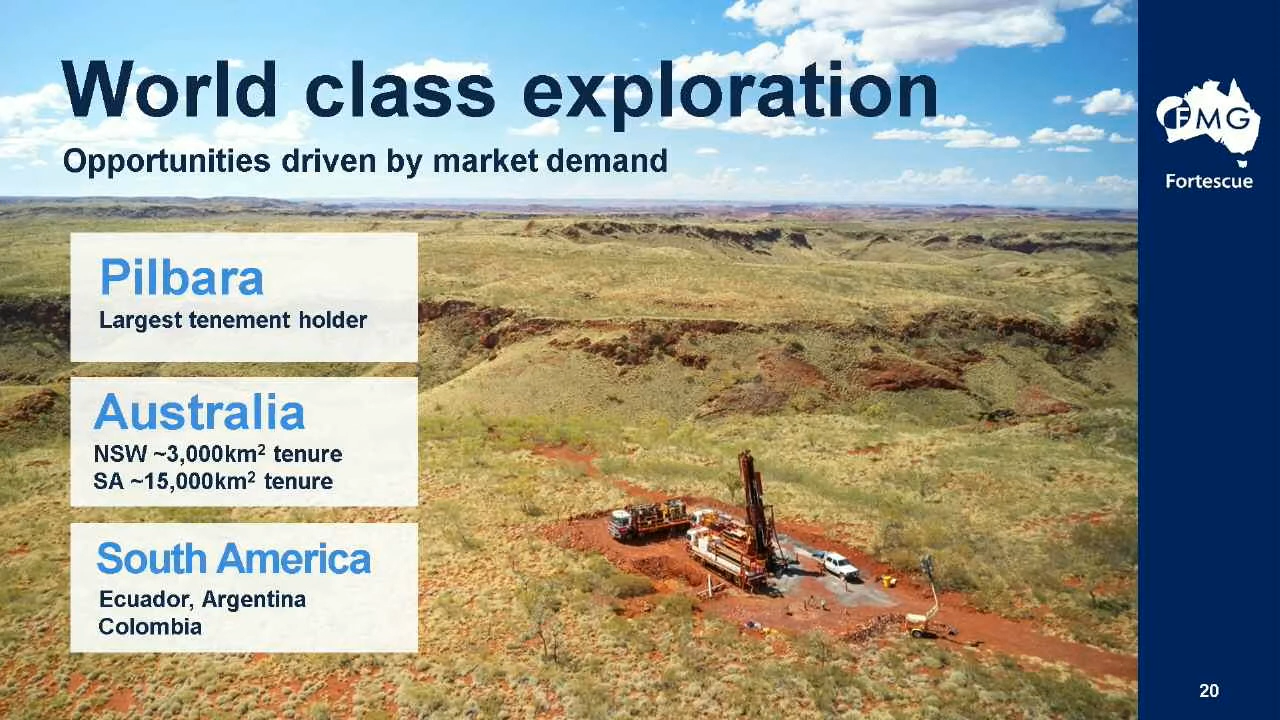 World class exploration
Opportunities driven by market demand
FMG
Fortescue
Pilbara
Largest tenement holder
Australia
NSW ~3,000km² tenure
SA ~15,000km² tenure
South America
Ecuador, Argentina
Colombia
20